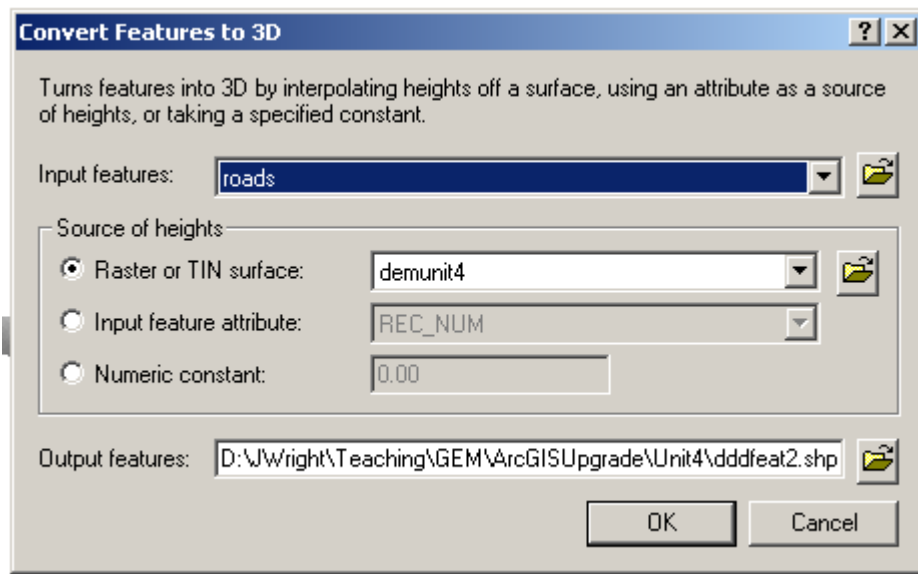 Convert Features to 3D
Turns features into 3D by interpolating heights off a surface, using an attribute as a source
of heights, or taking a specified constant.
Input features: roads
Source of heights
Raster or TIN surface: demunit4
Input feature attribute: REC_NUM
Numeric constant: 0.00
Output features: D:\JWright\Teaching\GEM\ArcGISUpgrade\Unit4\dddfeat2.shp
OK Cancel